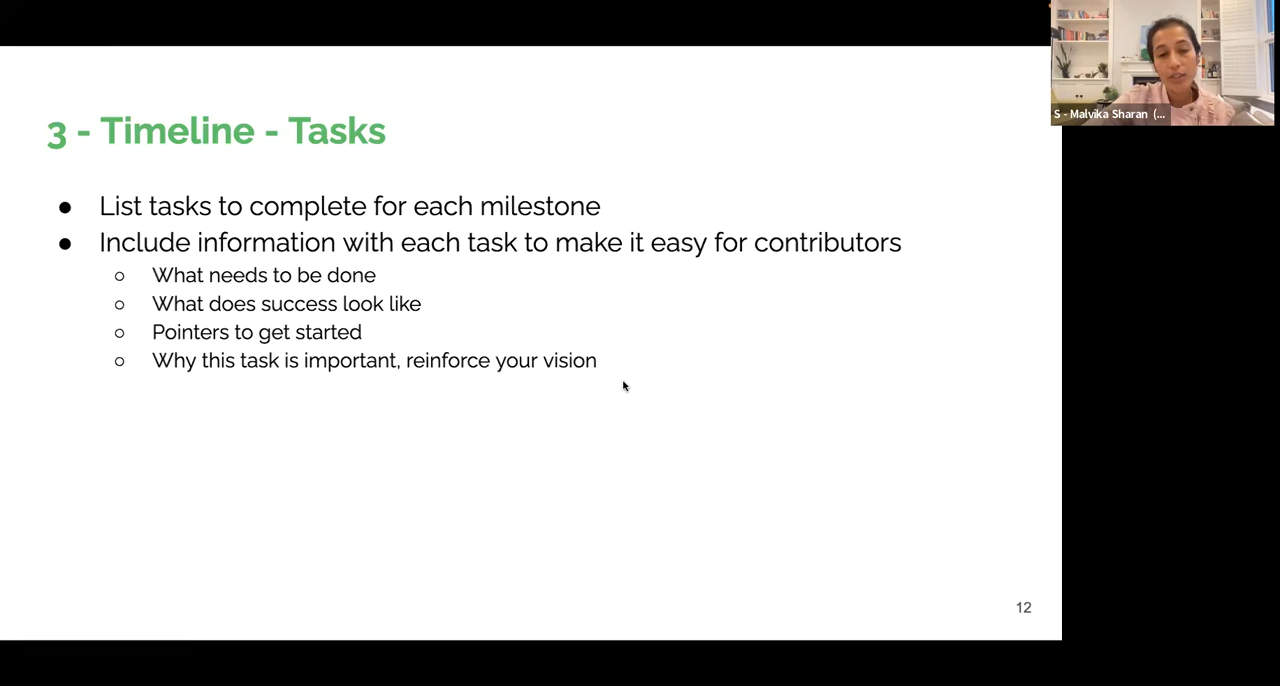 3 - Timeline - Tasks
● List tasks to complete for each milestone
● Include information with each task to make it easy for contributors
○ What needs to be done
○ What does success look like
○ Pointers to get started
○ Why this task is important, reinforce your vision
12
S - Malvika Sharan (...